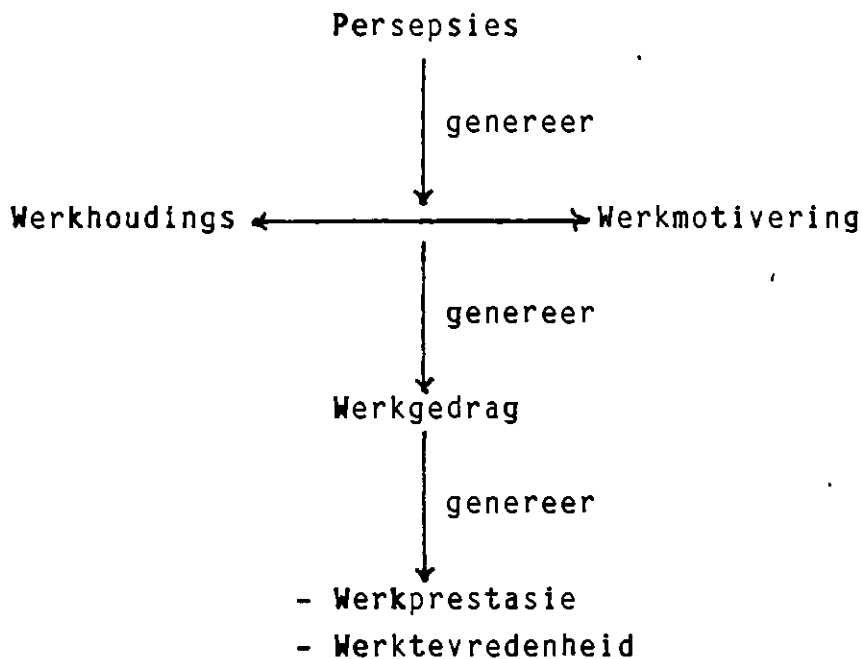 Persepsies
genereer
Werkhoudings Werkmotivering
genereer
Werkgedrag
genereer
- Werkprestasie
- Werktevredenheid